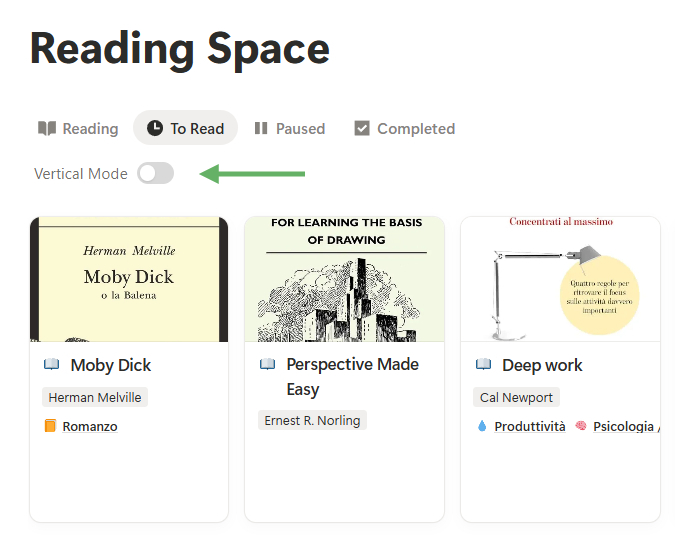 Reading Space
Reading To Read Paused Completed
Vertical Mode
Herman Melville
Moby Dick
o la Balena
Moby Dick
Herman Melville
Romanzo
FOR LEARNING THE BASIS
OF DRAWING
Perspective Made
Easy
Ernest R. Norling
Concentrati al massimo
Quattro regole per
ritrovare il focus
sulle attività davvero
importanti
Deep work
Cal Newport
Produttività Psicologia /